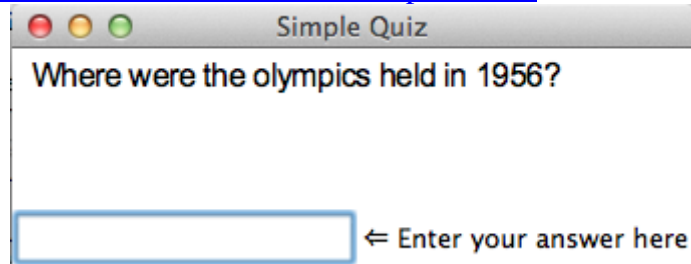 Simple Quiz
Where were the olympics held in 1956?
⇐ Enter your answer here